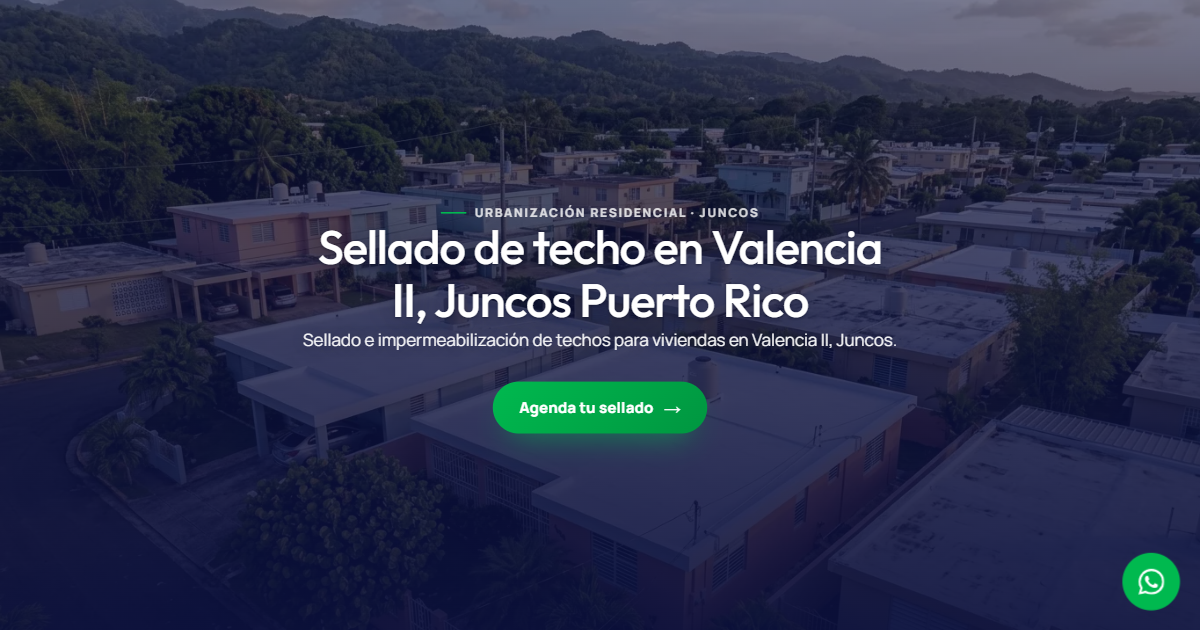 URBANIZACIÓN RESIDENCIAL · JUNCOS
Sellado de techo en Valencia
II, Juncos Puerto Rico
Sellado e impermeabilización de techos para viviendas en Valencia II, Juncos.
Agenda tu sellado →